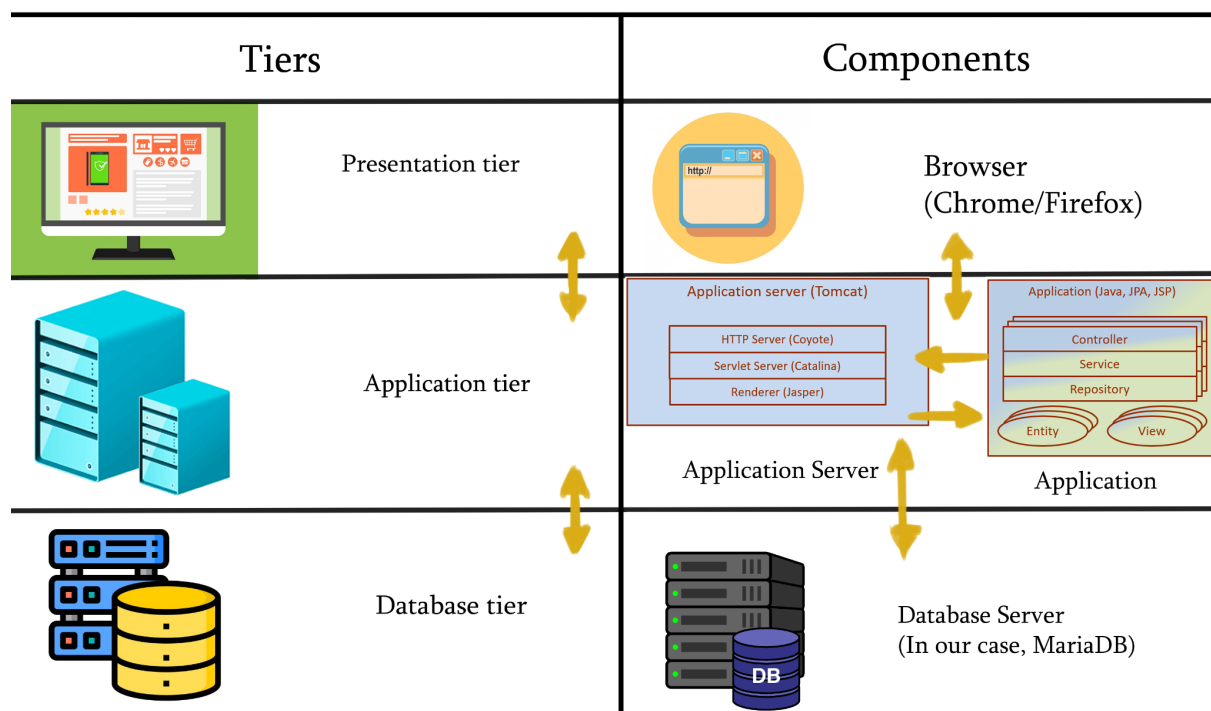 Tiers
Components
Presentation tier
http://
Browser
(Chrome/Firefox)
Application tier
Application server (Tomcat)
HTTP Server (Coyote)
Servlet Server (Catalina)
Renderer (Jasper)
Application Server
Application (Java, JPA, JSP)
Controller
Service
Repository
Entity
View
Application
Database tier
DB
Database Server
(In our case, MariaDB)